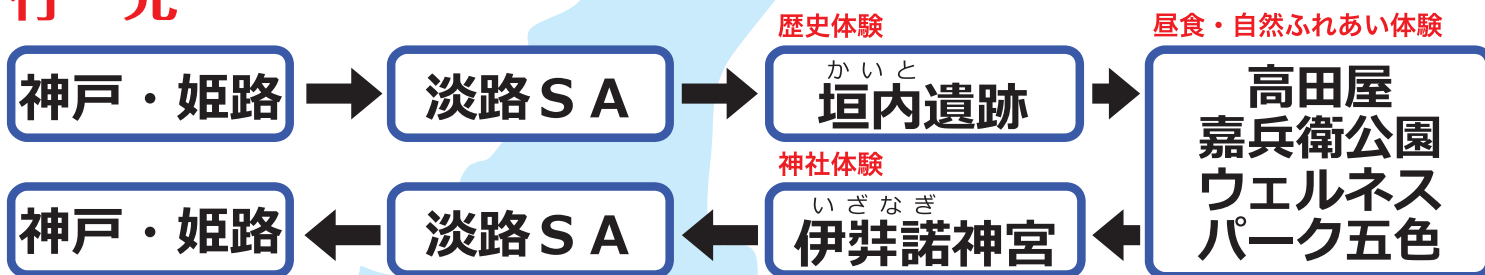 歴史体験
昼食・自然ふれあい体験
神戸・姫路
淡路ＳＡ
かいと
垣内遺跡
高田屋
嘉兵衛公園
ウェルネス
パーク五色
神社体験
いざなぎ
伊弉諾神宮
淡路ＳＡ
神戸・姫路